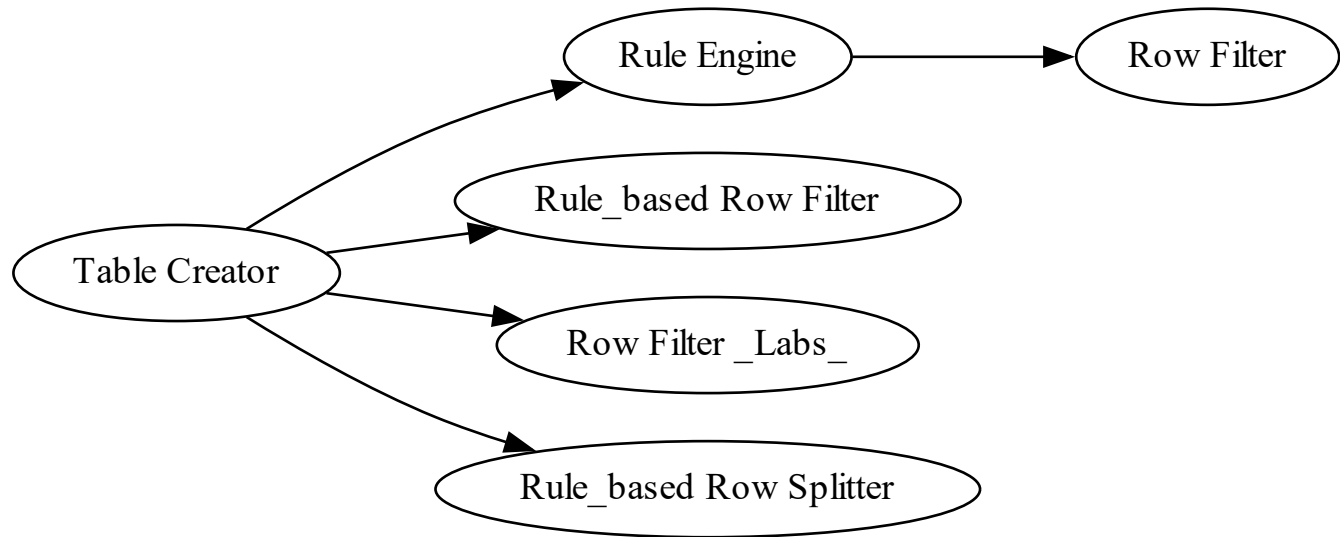 Rule Engine
Row Filter
Rule_based Row Filter
Table Creator
Row Filter _Labs_
Rule_based Row Splitter